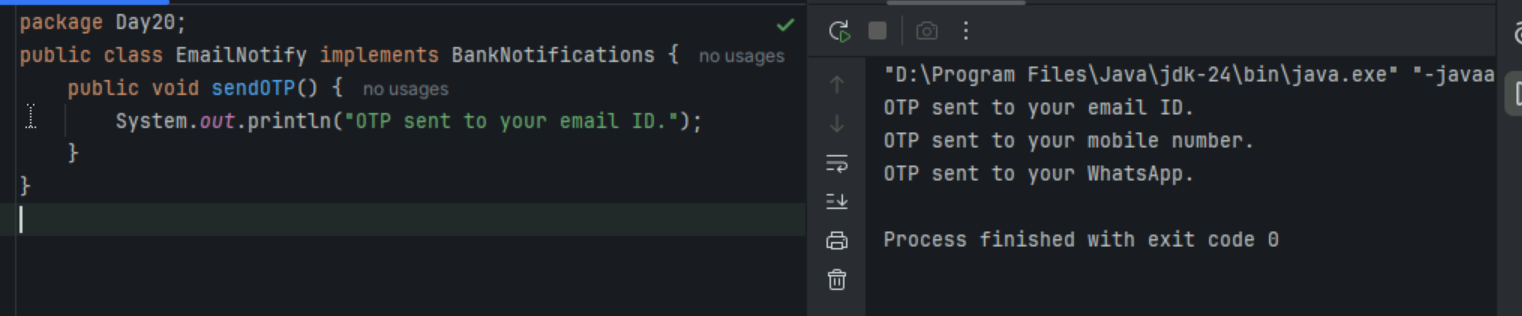 package Day20;
public class EmailNotify implements BankNotifications {  no usages
    public void sendOTP() {  no usages
        System.out.println("OTP sent to your email ID.");
    }
}
"D:\Program Files\Java\jdk-24\bin\java.exe" "-javaa
OTP sent to your email ID.
OTP sent to your mobile number.
OTP sent to your WhatsApp.
Process finished with exit code 0